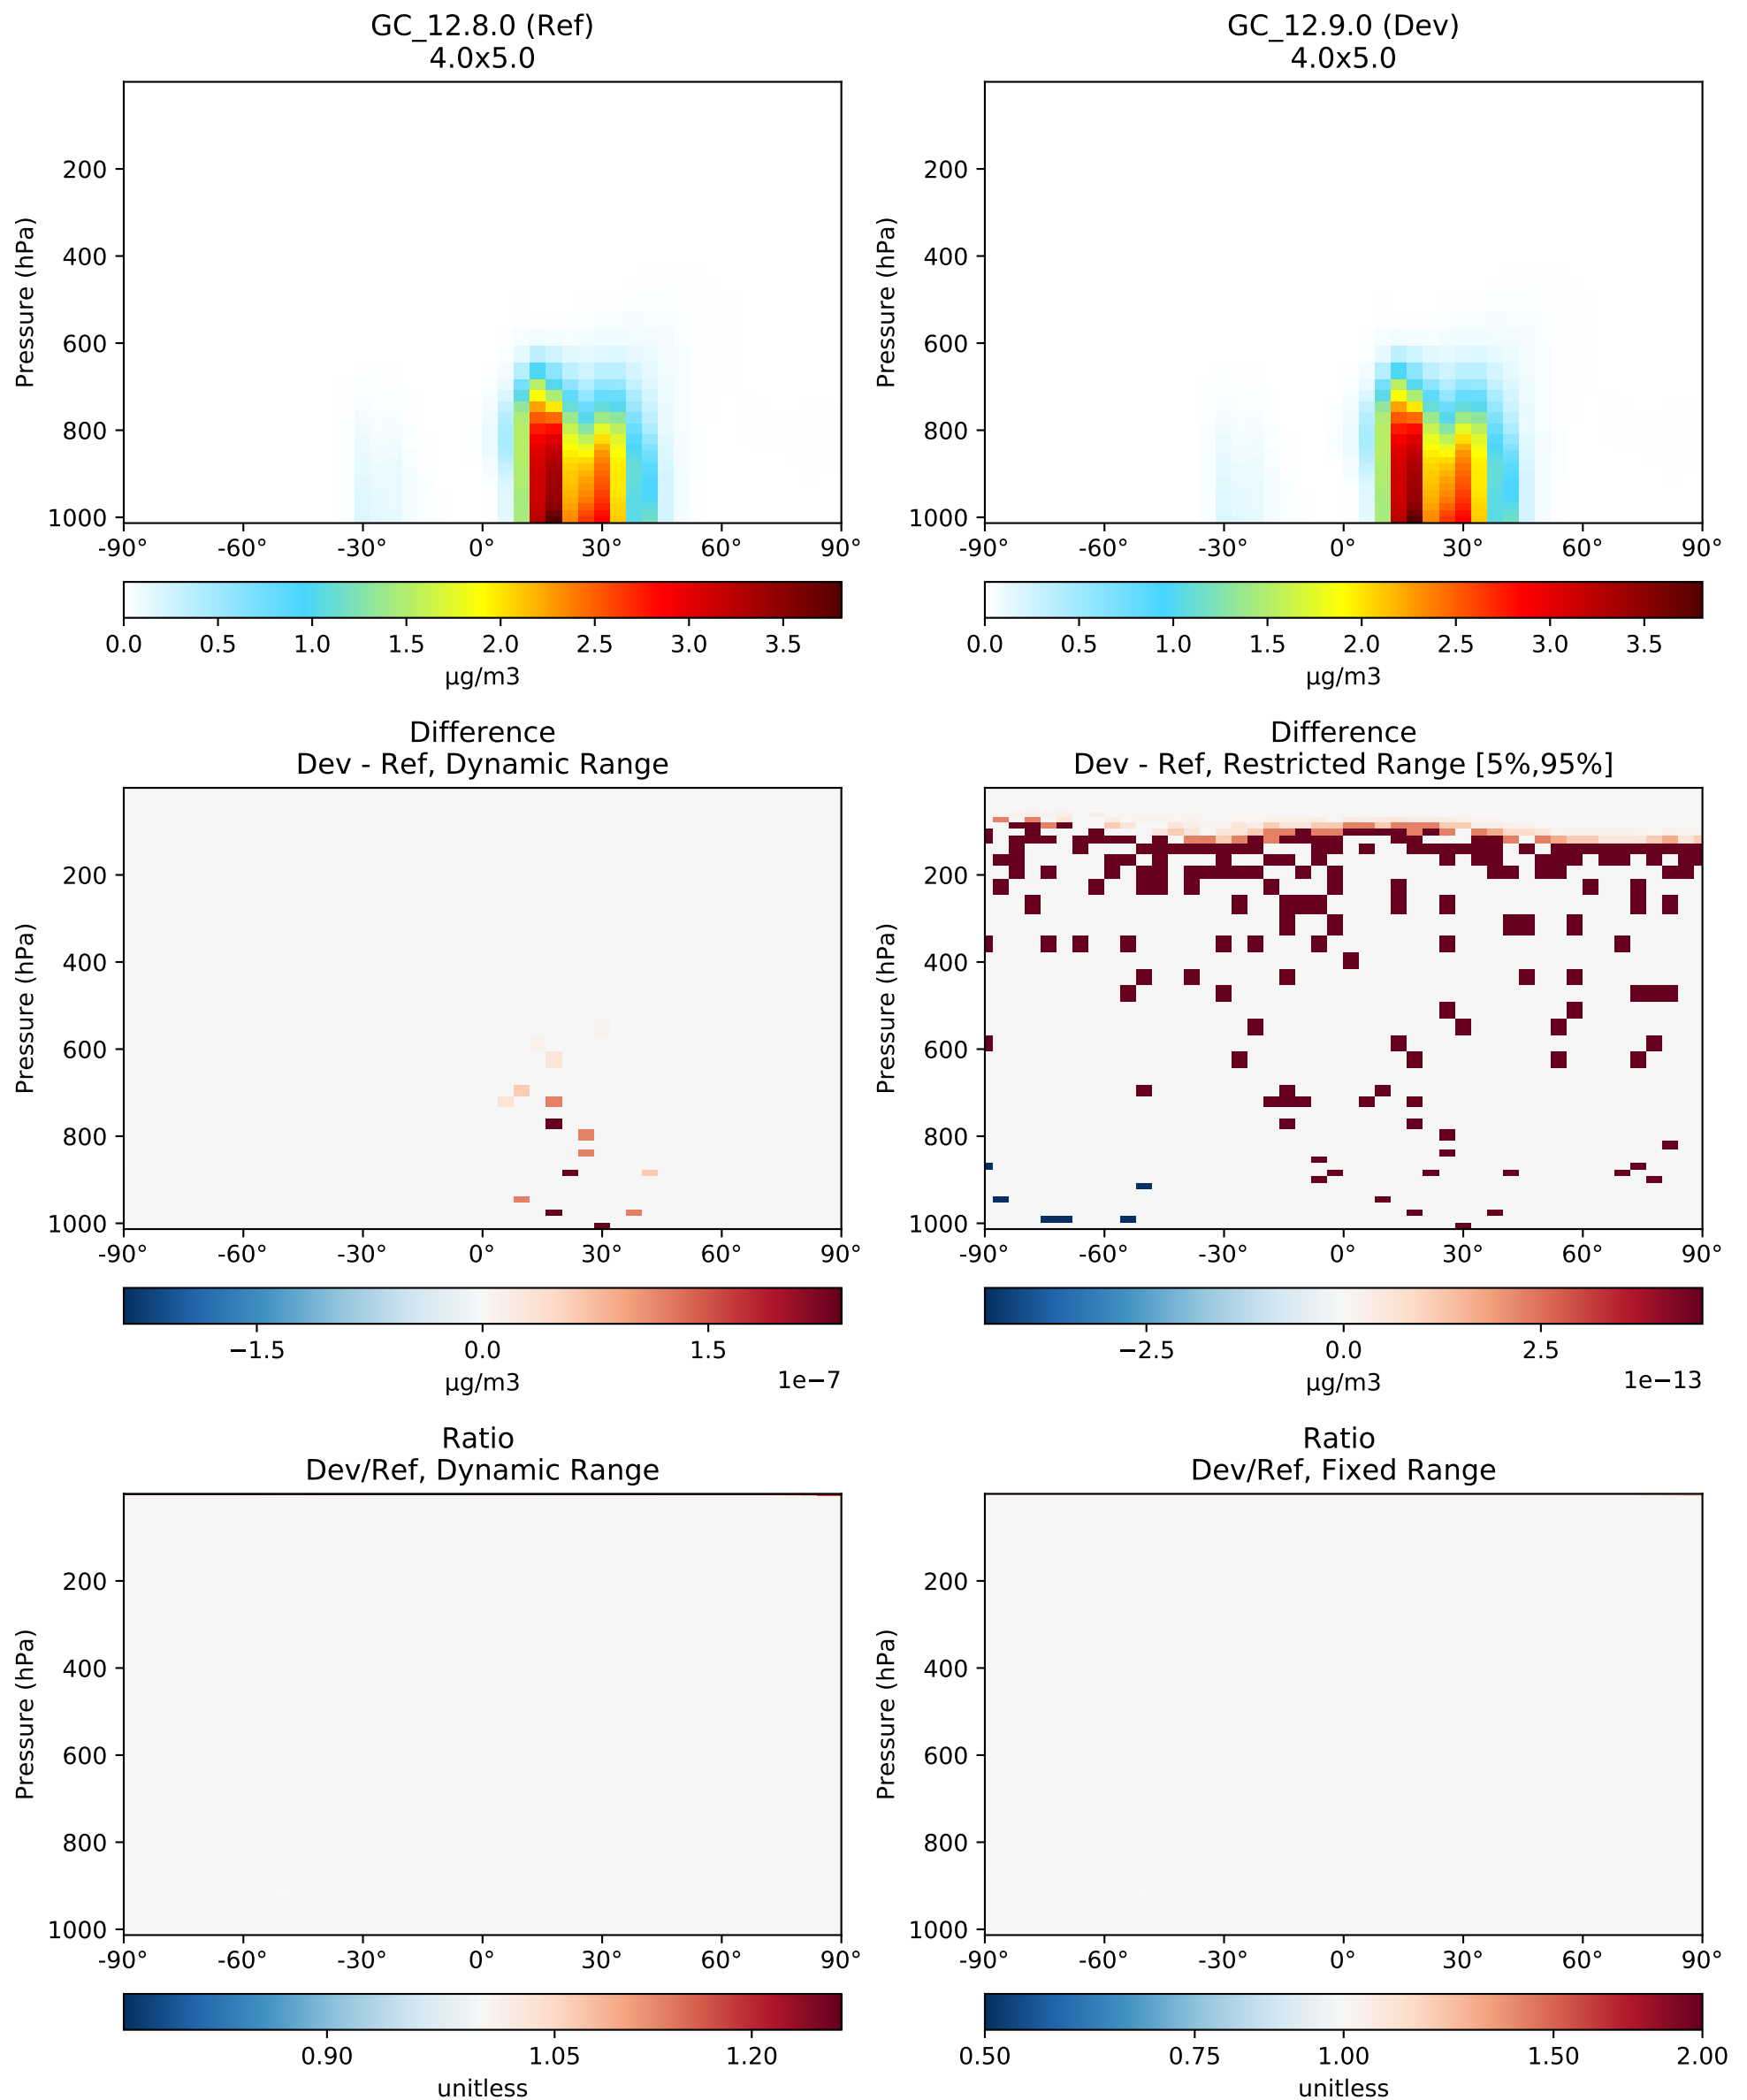 GC_12.8.0 (Ref)
4.0x5.0
Pressure (hPa)
200
400
600
800
1000
-90° -60° -30° 0° 30° 60° 90°
0.0 0.5 1.0 1.5 2.0 2.5 3.0 3.5
μg/m3
GC_12.9.0 (Dev)
4.0x5.0
Pressure (hPa)
200
400
600
800
1000
-90° -60° -30° 0° 30° 60° 90°
0.0 0.5 1.0 1.5 2.0 2.5 3.0 3.5
μg/m3
Difference
Dev - Ref, Dynamic Range
Pressure (hPa)
200
400
600
800
1000
-90° -60° -30° 0° 30° 60° 90°
−1.5 0.0 1.5
μg/m3 1e−7
Difference
Dev - Ref, Restricted Range [5%,95%]
Pressure (hPa)
200
400
600
800
1000
-90° -60° -30° 0° 30° 60° 90°
−2.5 0.0 2.5
μg/m3 1e−13
Ratio
Dev/Ref, Dynamic Range
Pressure (hPa)
200
400
600
800
1000
-90° -60° -30° 0° 30° 60° 90°
0.90 1.05 1.20
unitless
Ratio
Dev/Ref, Fixed Range
Pressure (hPa)
200
400
600
800
1000
-90° -60° -30° 0° 30° 60° 90°
0.50 0.75 1.00 1.50 2.00
unitless